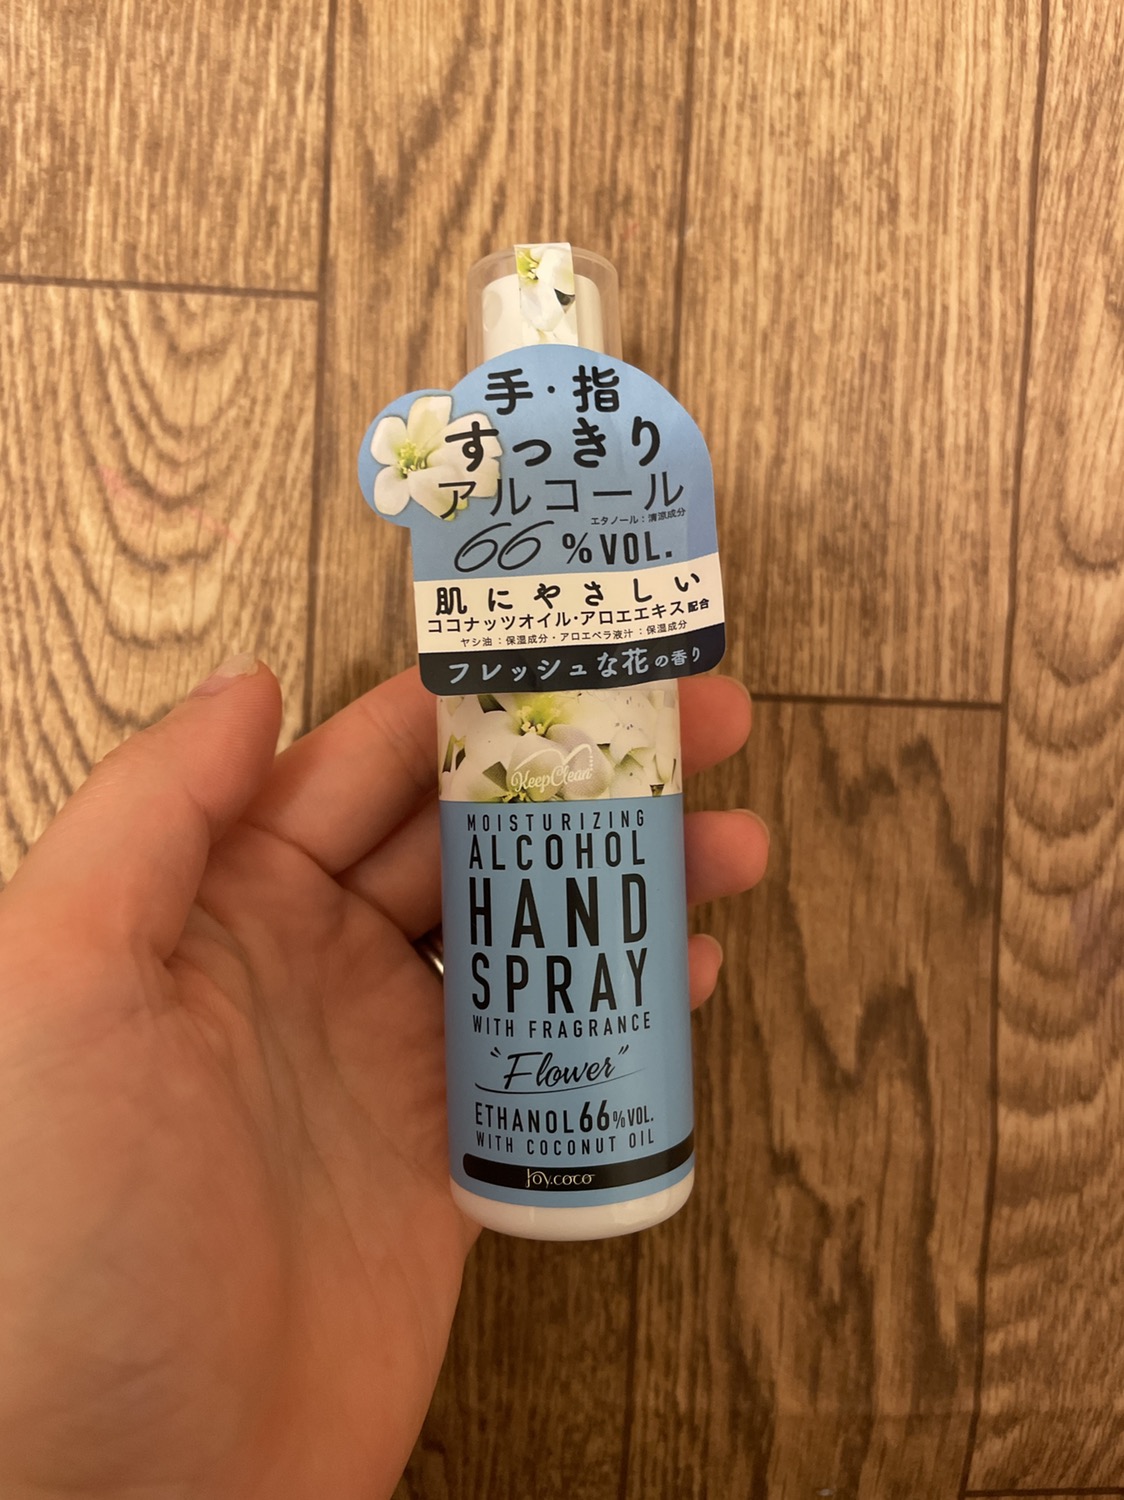 手・指
すっきり
アルコール
エタノール：清涼成分
66%VOL.
肌にやさしい
ココナッツオイル・アロエエキス配合
ヤシ油：保湿成分・アロエベラ液汁：保湿成分
フレッシュな花の香り
KeepClean
MOISTURIZING
ALCOHOL
HAND
SPRAY
WITH FRAGRANCE
"Flower"
ETHANOL 66%VOL.
WITH COCONUT OIL
Joy.coco